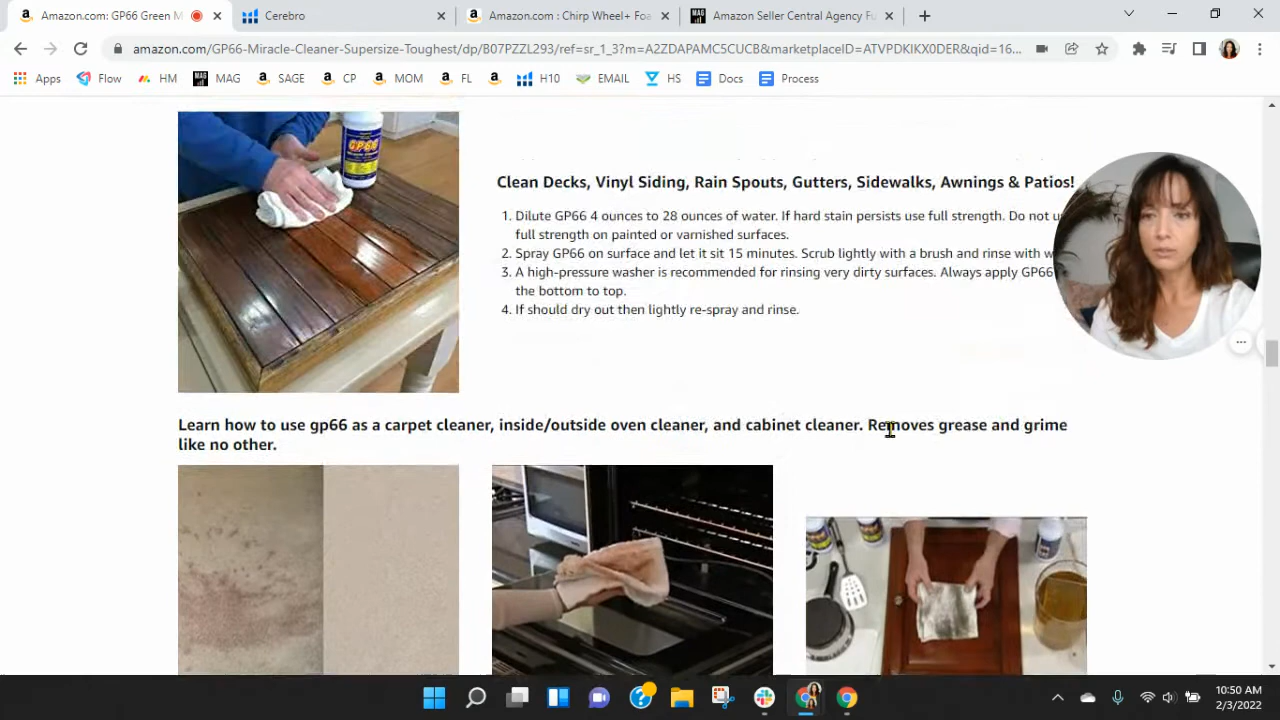 Amazon.com: GP66 Green M
Cerebro
Amazon.com : Chirp Wheel+ Foa
Amazon Seller Central Agency Fu
amazon.com/GP66-Miracle-Cleaner-Supersize-Toughest/dp/B07PZZL293/ref=sr_1_3?m=A2ZDAPAMC5CUCB&marketplaceID=ATVPDKIKX0DER&qid=16...
Apps Flow HM MAG SAGE CP MOM FL H10 EMAIL HS Docs Process
GP66
Clean Decks, Vinyl Siding, Rain Spouts, Gutters, Sidewalks, Awnings & Patios!
1. Dilute GP66 4 ounces to 28 ounces of water. If hard stain persists use full strength. Do not u
full strength on painted or varnished surfaces.
2. Spray GP66 on surface and let it sit 15 minutes. Scrub lightly with a brush and rinse with w
3. A high-pressure washer is recommended for rinsing very dirty surfaces. Always apply GP66
the bottom to top.
4. If should dry out then lightly re-spray and rinse.
Learn how to use gp66 as a carpet cleaner, inside/outside oven cleaner, and cabinet cleaner. Removes grease and grime
like no other.
10:50 AM
2/3/2022